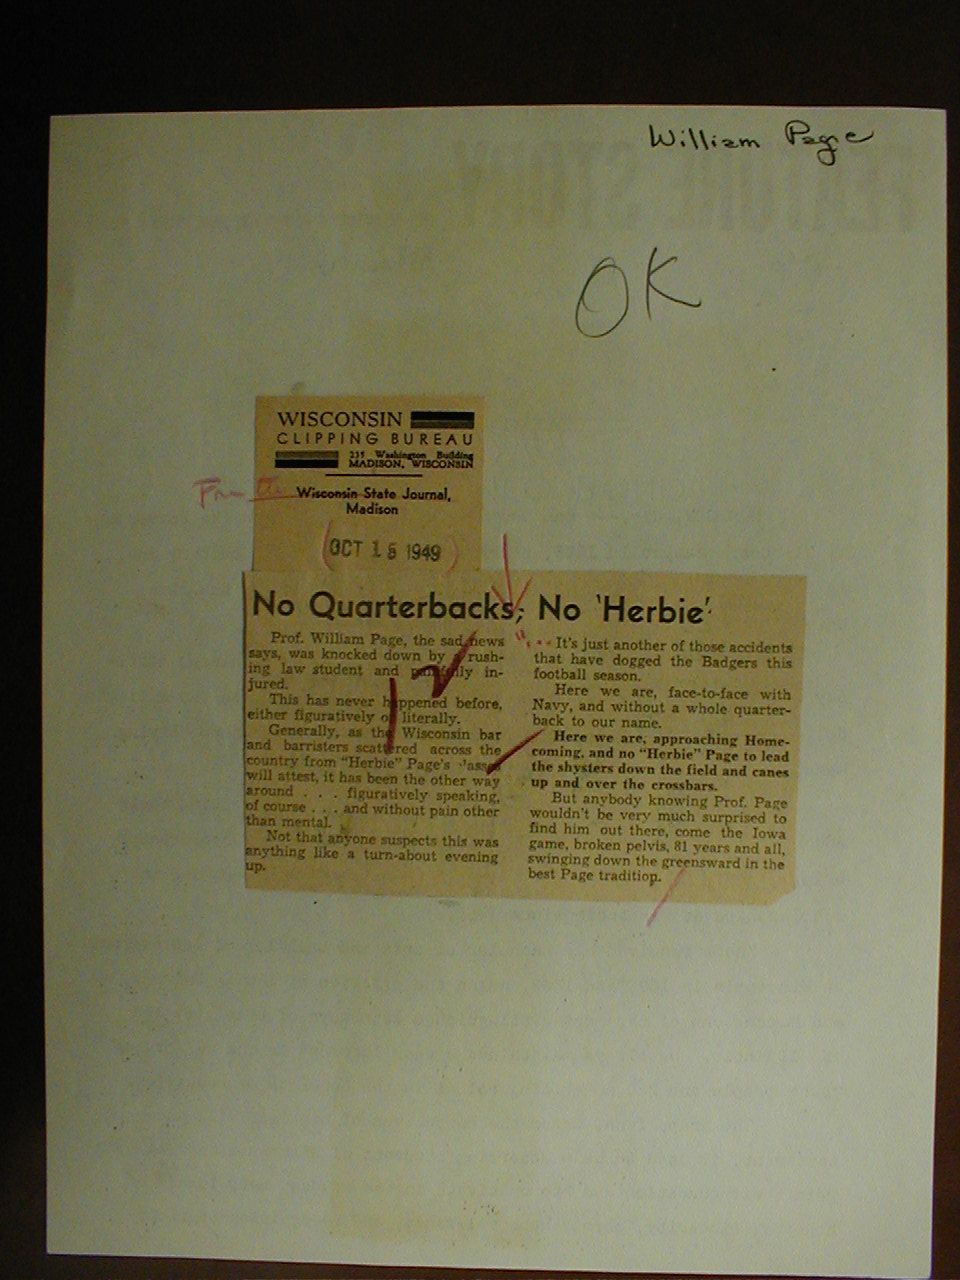 William Page
OK
WISCONSIN
CLIPPING BUREAU
235 Washington Building
MADISON, WISCONSIN
From the Wisconsin State Journal,
Madison
(OCT 15 1949)
No Quarterbacks; No 'Herbie'
Prof. William Page, the sad news
says, was knocked down by a rush-
ing law student and painfully in-
jured.
This has never happened before,
either figuratively or literally.
Generally, as the Wisconsin bar
and barristers scattered across the
country from "Herbie" Page's
will attest, it has been the other way
around . . . figuratively speaking,
of course . . . and without pain other
than mental.
Not that anyone suspects this was
anything like a turn-about evening
up.
"... It's just another of those accidents
that have dogged the Badgers this
football season.
Here we are, face-to-face with
Navy, and without a whole quarter-
back to our name.
Here we are, approaching Home-
coming, and no "Herbie" Page to lead
the shysters down the field and canes
up and over the crossbars.
But anybody knowing Prof. Page
wouldn't be very much surprised to
find him out there, come the Iowa
game, broken pelvis, 81 years and all,
swinging down the greensward in the
best Page tradition.